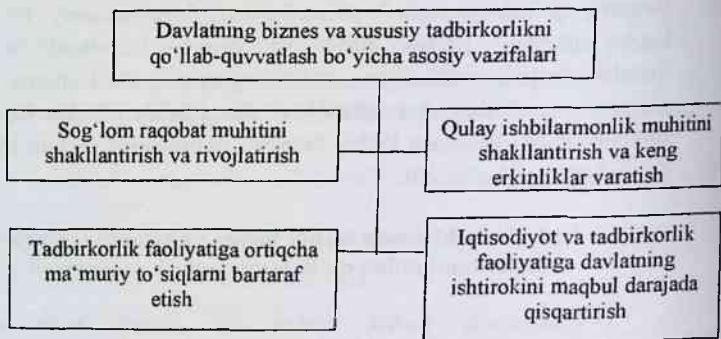 Davlatning biznes va xususiy tadbirkorlikni
qo‘llab-quvvatlash bo‘yicha asosiy vazifalari
Sog‘lom raqobat muhitini
shakllantirish va rivojlatirish
Qulay ishbilarmonlik muhitini
shakllantirish va keng
erkinliklar varatish
Tadbirkorlik faoliyatiga ortiqcha
ma‘muriy to‘siqlarni bartaraf
etish
Iqtisodiyot va tadbirkorlik
faoliyatiga davlatning
ishtirokini maqbul darajada
qisqartirish